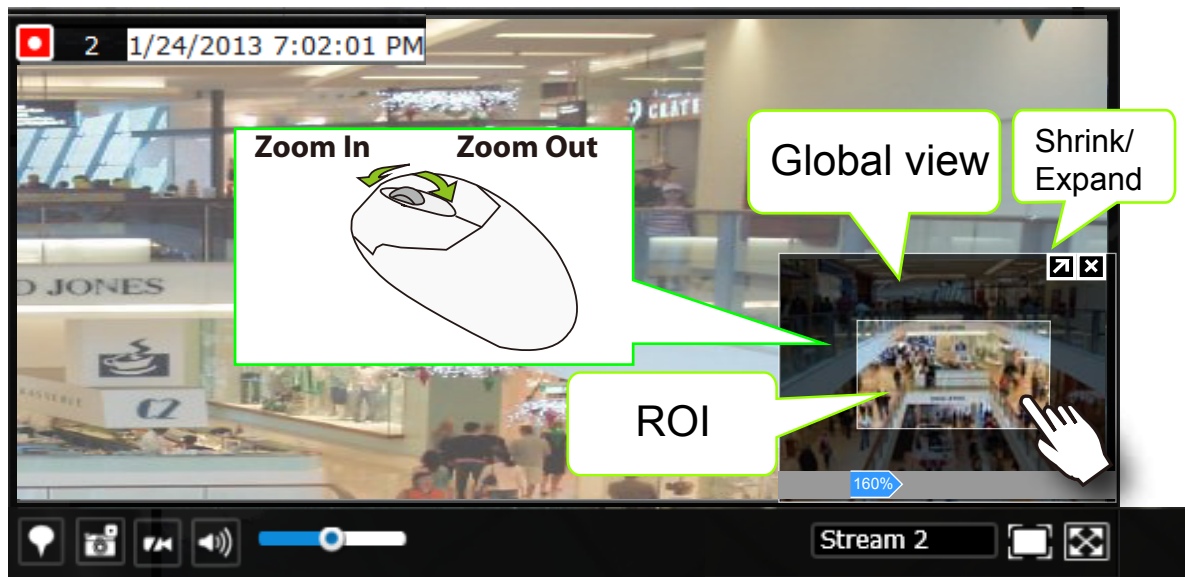 2 1/24/2013 7:02:01 PM
CRATE
Zoom In Zoom Out
Global view
Shrink/
Expand
D JONES
ROI
160%
Stream 2